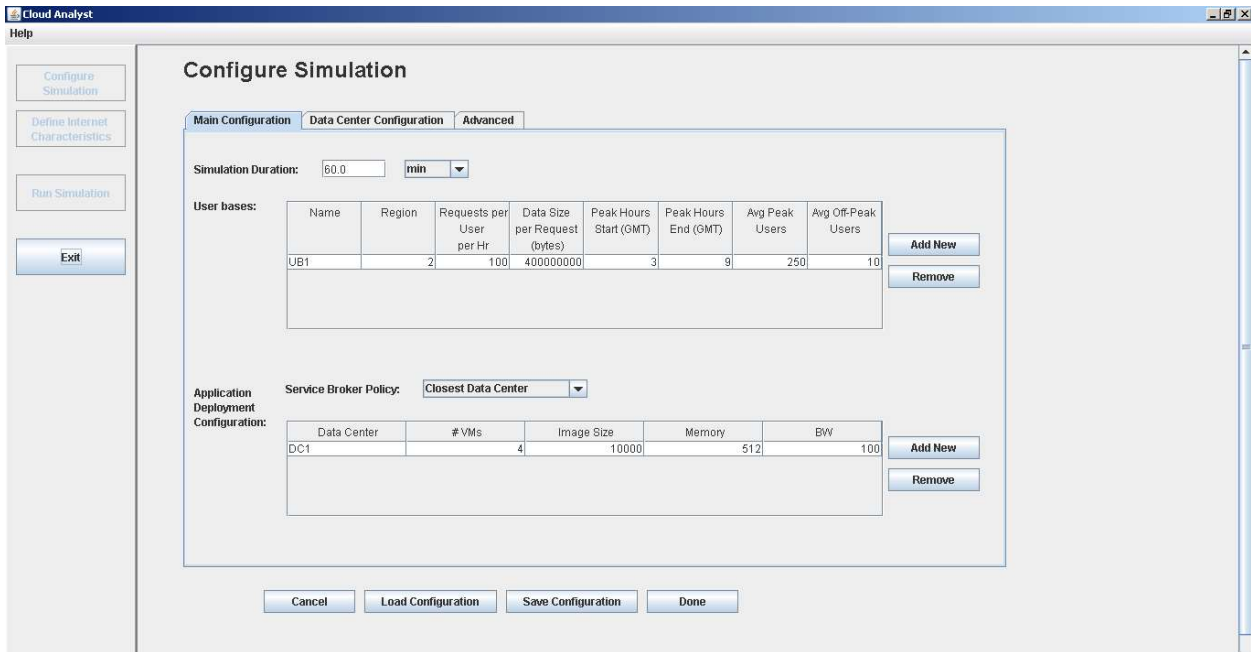 Cloud Analyst
Help
Configure
Simulation
Define Internet
Characteristics
Run Simulation
Exit
Configure Simulation
Main Configuration Data Center Configuration Advanced
Simulation Duration: 60.0 min
User bases:
Name Region Requests per User per Hr Data Size per Request (bytes) Peak Hours Start (GMT) Peak Hours End (GMT) Avg Peak Users Avg Off-Peak Users
UB1 2 100 400000000 3 9 250 10
Add New
Remove
Application
Deployment
Configuration:
Service Broker Policy: Closest Data Center
Data Center # VMs Image Size Memory BW
DC1 4 10000 512 100
Add New
Remove
Cancel Load Configuration Save Configuration Done